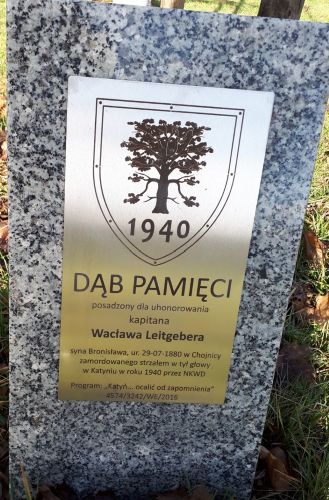 1940
DĄB PAMIĘCI
posadzony dla uhonorowania
kapitana
Wacława Leitgebera
syna Bronisława, ur. 29-07-1880 w Chojnicy
zamordowanego strzałem w tył głowy
w Katyniu w roku 1940 przez NKWD
Program: „Katyń... ocalić od zapomnienia"
4574/3242/WE/2016